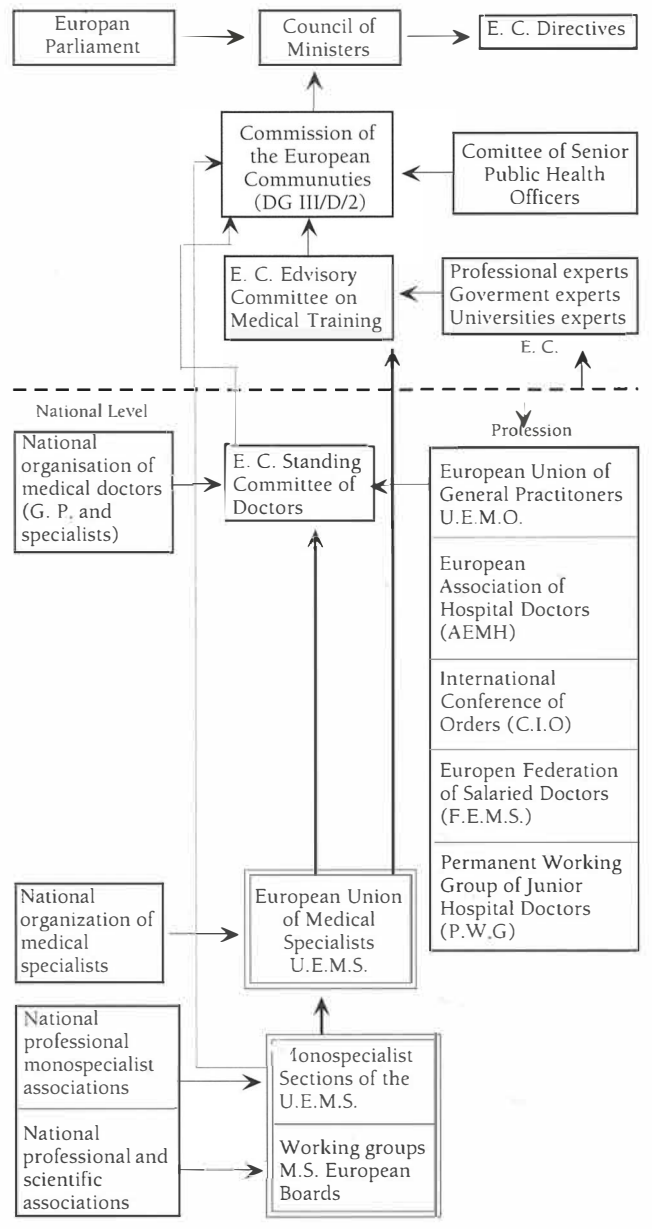 Europan
Parliament
Council of
Ministers
E. C. Directives
Commission of
the European
Communuties
(DG III/D/2)
Comittee of Senior
Public Health
Officers
E. C. Edvisory
Committee on
Medical Training
Professional experts
Goverment experts
Universities experts
E. C.
National Level
Profession
National
organisation of
medical doctors
(G. P. and
specialists)
E. C. Standing
Committee of
Doctors
European Union of
General Practitoners
U.E.M.O.
European
Association of
Hospital Doctors
(AEMH)
International
Conference of
Orders (C.I.O)
Europen Federation
of Salaried Doctors
(F.E.M.S.)
Permanent Working
Group of Junior
Hospital Doctors
(P.W.G)
National
organization of
medical
specialists
European Union
of Medical
Specialists
U.E.M.S.
National
professional
monospecialist
associations
Monospecialist
Sections of the
U.E.M.S.
National
professional and
scientific
associations
Working groups
M.S. European
Boards